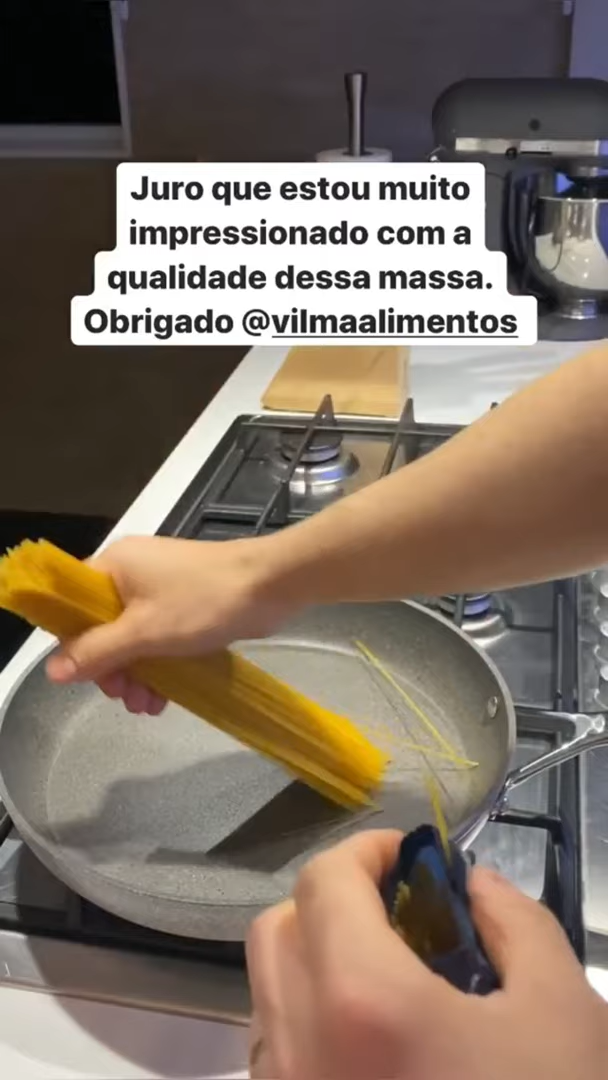 Juro que estou muito
impressionado com a
qualidade dessa massa.
Obrigado @vilmaalimentos